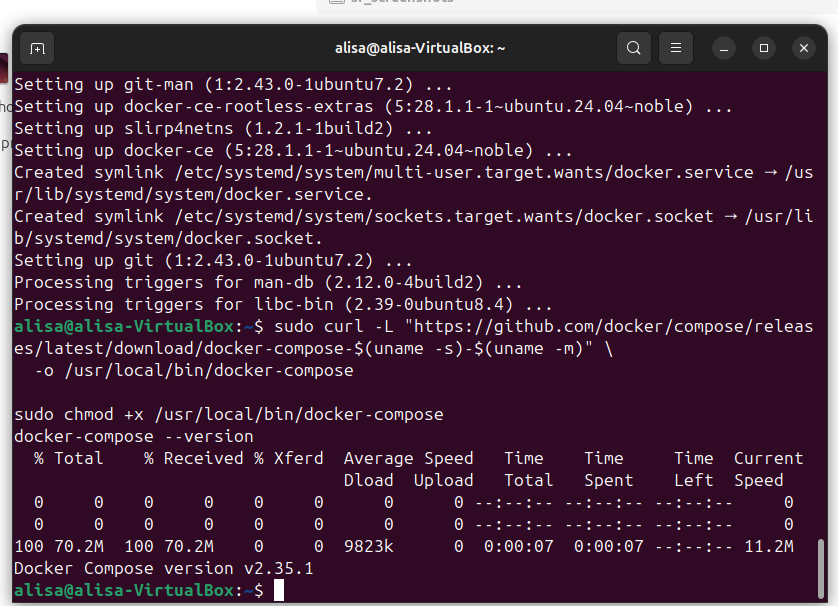 alisa@alisa-VirtualBox: ~
Setting up git-man (1:2.43.0-1ubuntu7.2) ...
Setting up docker-ce-rootless-extras (5:28.1.1-1~ubuntu.24.04~noble) ...
Setting up slirp4netns (1.2.1-1build2) ...
Setting up docker-ce (5:28.1.1-1~ubuntu.24.04~noble) ...
Created symlink /etc/systemd/system/multi-user.target.wants/docker.service → /us
r/lib/systemd/system/docker.service.
Created symlink /etc/systemd/system/sockets.target.wants/docker.socket → /usr/li
b/systemd/system/docker.socket.
Setting up git (1:2.43.0-1ubuntu7.2) ...
Processing triggers for man-db (2.12.0-4build2) ...
Processing triggers for libc-bin (2.39-0ubuntu8.4) ...
alisa@alisa-VirtualBox:~$ sudo curl -L "https://github.com/docker/compose/releas
es/latest/download/docker-compose-$(uname -s)-$(uname -m)" \
  -o /usr/local/bin/docker-compose

sudo chmod +x /usr/local/bin/docker-compose
docker-compose --version
  % Total    % Received % Xferd  Average Speed   Time    Time     Time  Current
                                 Dload  Upload   Total   Spent    Left  Speed
  0     0    0     0    0     0      0      0 --:--:-- --:--:-- --:--:--     0
  0     0    0     0    0     0      0      0 --:--:-- --:--:-- --:--:--     0
100 70.2M  100 70.2M    0     0  9823k      0  0:00:07  0:00:07 --:--:-- 11.2M
Docker Compose version v2.35.1
alisa@alisa-VirtualBox:~$